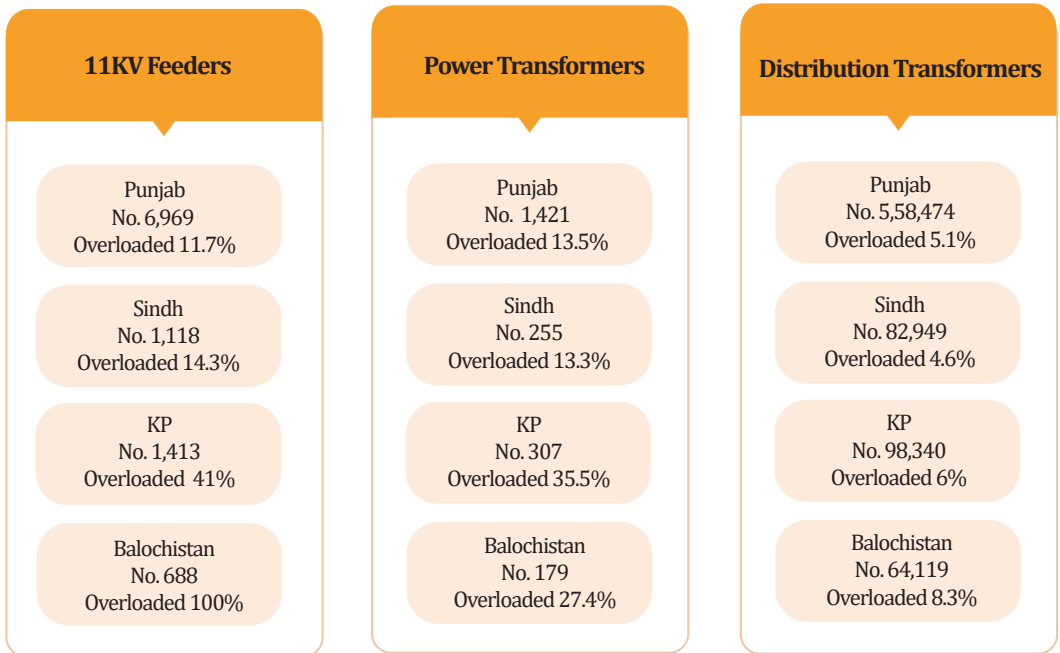 11KV Feeders
Punjab
No. 6,969
Overloaded 11.7%
Sindh
No. 1,118
Overloaded 14.3%
KP
No. 1,413
Overloaded 41%
Balochistan
No. 688
Overloaded 100%
Power Transformers
Punjab
No. 1,421
Overloaded 13.5%
Sindh
No. 255
Overloaded 13.3%
KP
No. 307
Overloaded 35.5%
Balochistan
No. 179
Overloaded 27.4%
Distribution Transformers
Punjab
No. 5,58,474
Overloaded 5.1%
Sindh
No. 82,949
Overloaded 4.6%
KP
No. 98,340
Overloaded 6%
Balochistan
No. 64,119
Overloaded 8.3%